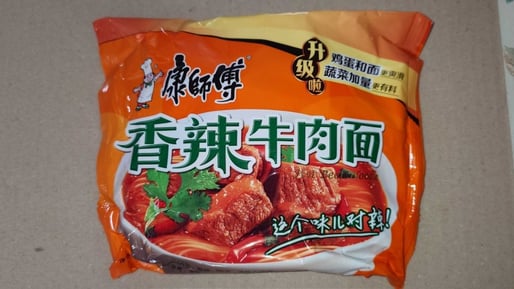 康師傅
升级啦
鸡蛋和面更爽滑
蔬菜加量更有料
香辣牛肉面
这个味儿对辣!